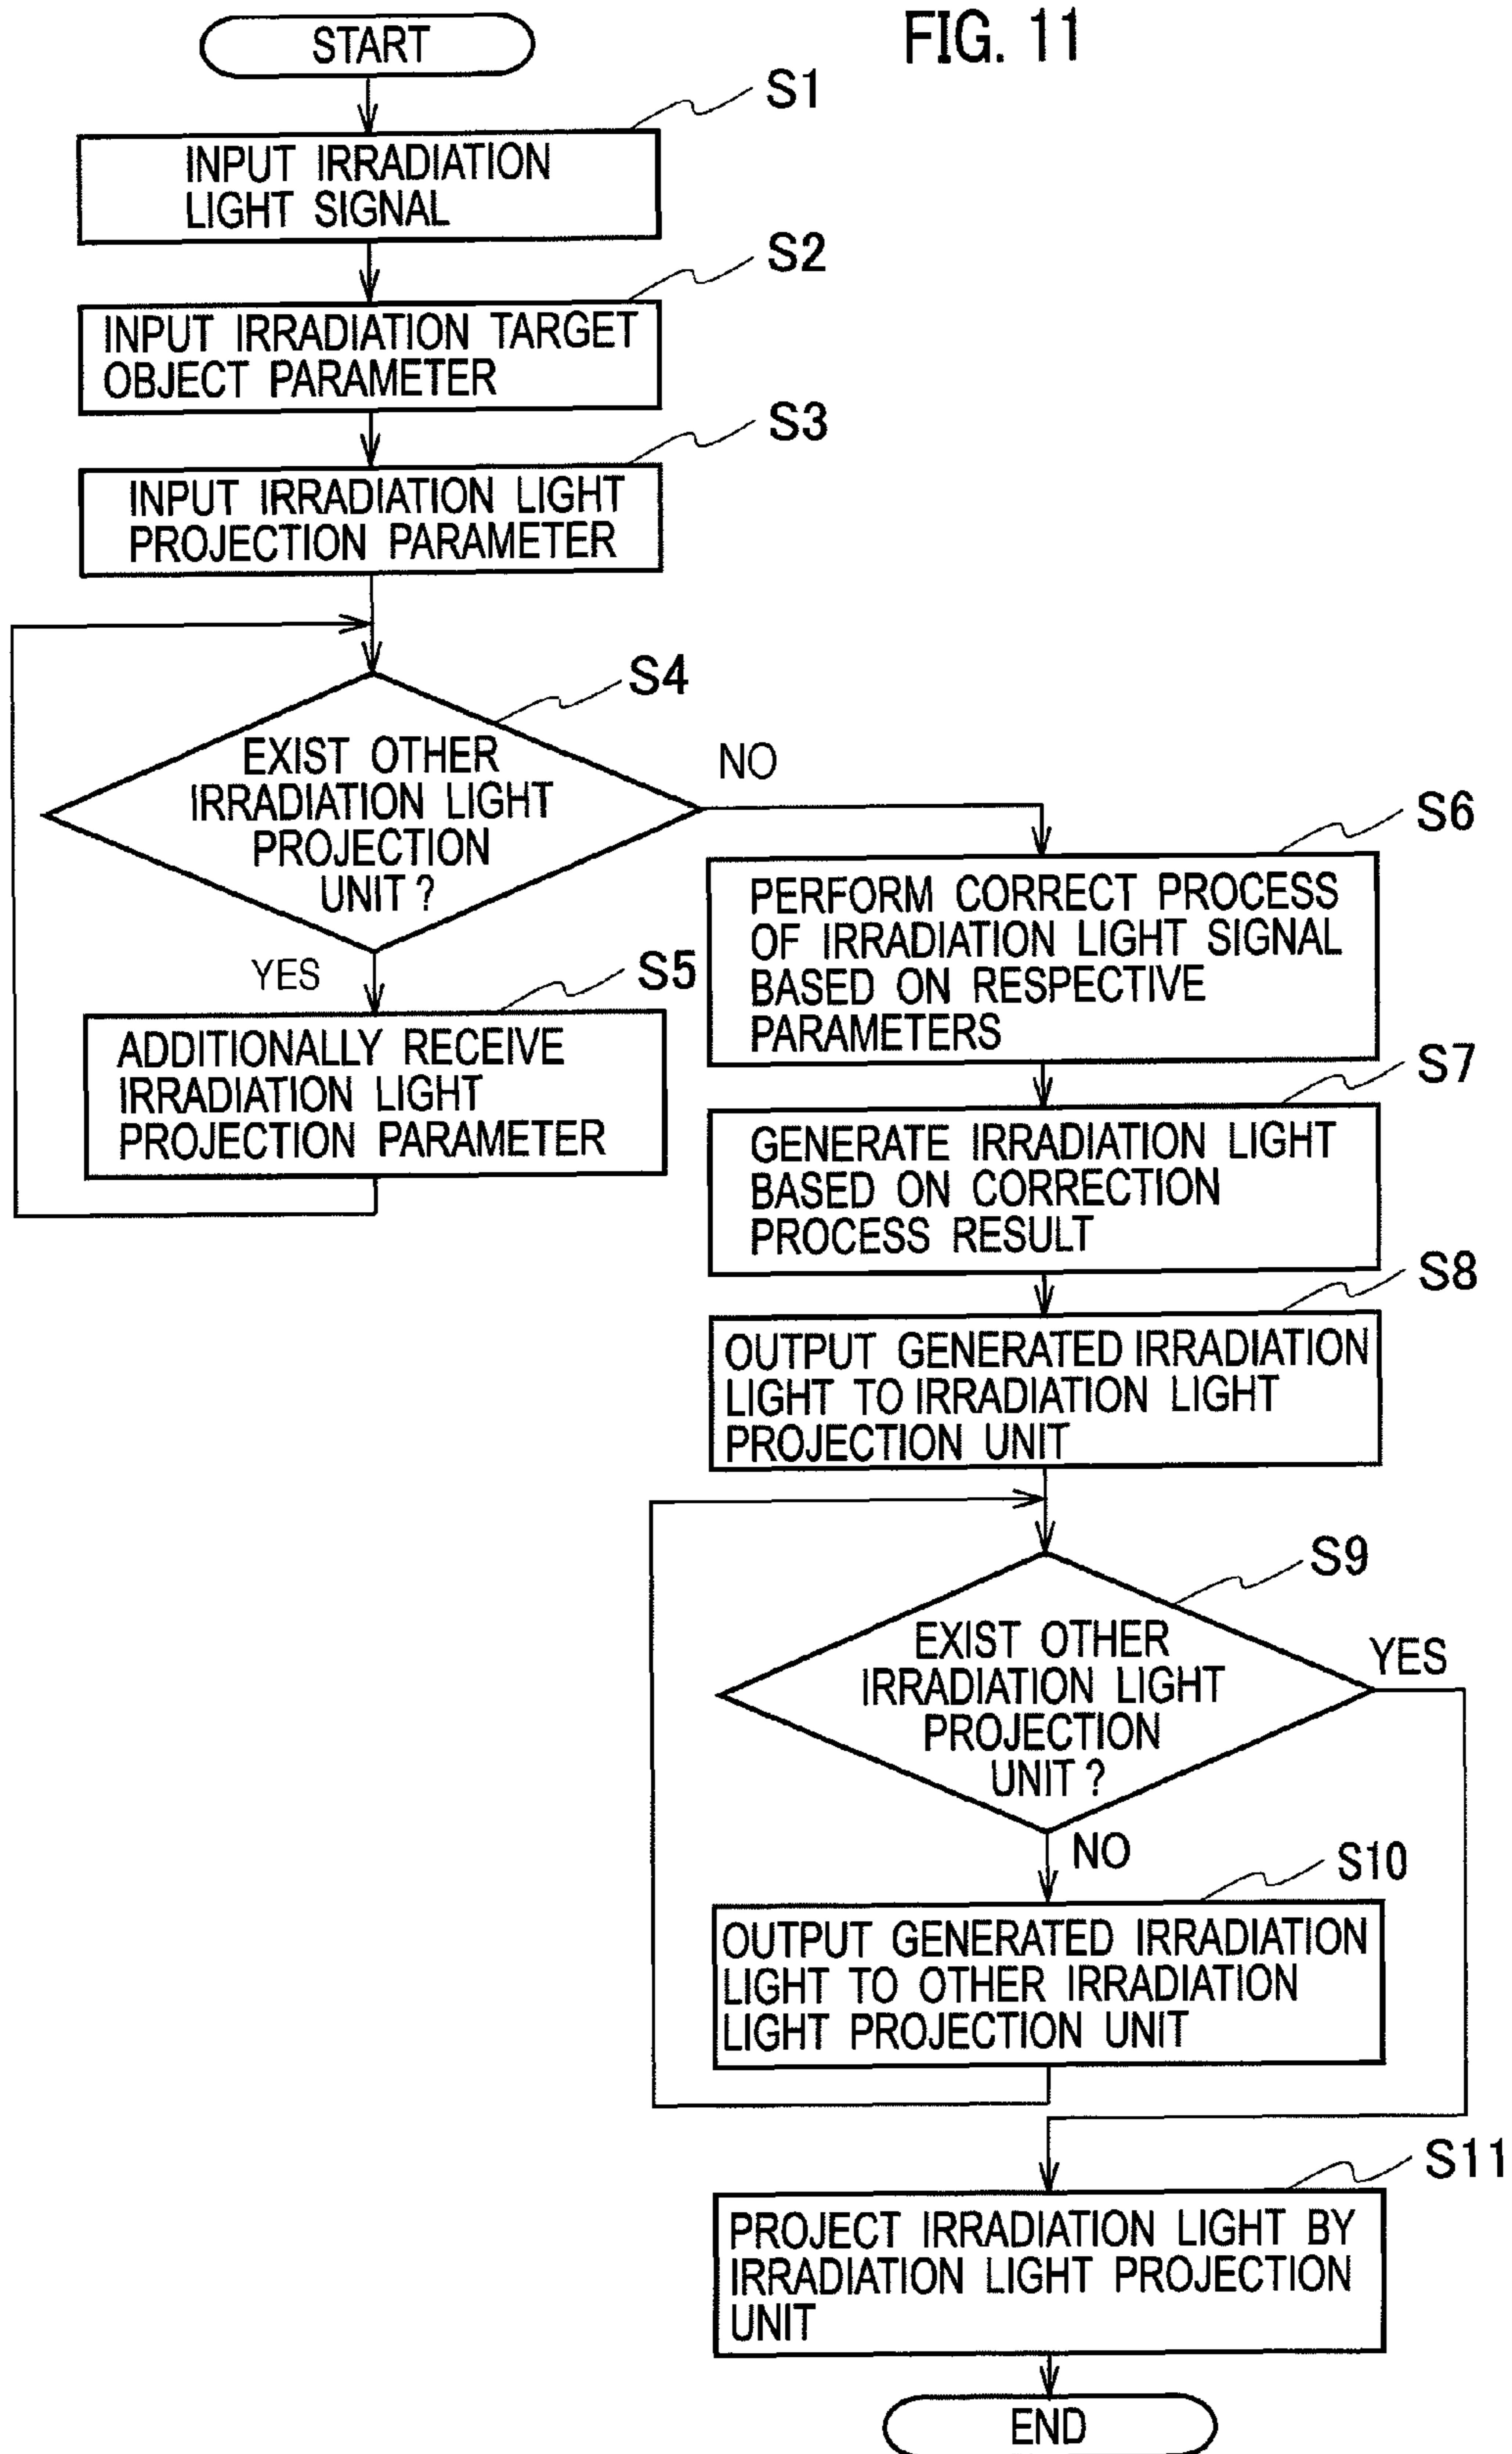 FIG. 11
START
S1
INPUT IRRADIATION
LIGHT SIGNAL
S2
INPUT IRRADIATION TARGET
OBJECT PARAMETER
S3
INPUT IRRADIATION LIGHT
PROJECTION PARAMETER
S4
EXIST OTHER
IRRADIATION LIGHT
PROJECTION
UNIT ?
NO
YES
S5
ADDITIONALLY RECEIVE
IRRADIATION LIGHT
PROJECTION PARAMETER
S6
PERFORM CORRECT PROCESS
OF IRRADIATION LIGHT SIGNAL
BASED ON RESPECTIVE
PARAMETERS
S7
GENERATE IRRADIATION LIGHT
BASED ON CORRECTION
PROCESS RESULT
S8
OUTPUT GENERATED IRRADIATION
LIGHT TO IRRADIATION LIGHT
PROJECTION UNIT
S9
EXIST OTHER
IRRADIATION LIGHT
PROJECTION
UNIT ?
YES
NO
S10
OUTPUT GENERATED IRRADIATION
LIGHT TO OTHER IRRADIATION
LIGHT PROJECTION UNIT
S11
PROJECT IRRADIATION LIGHT BY
IRRADIATION LIGHT PROJECTION
UNIT
END